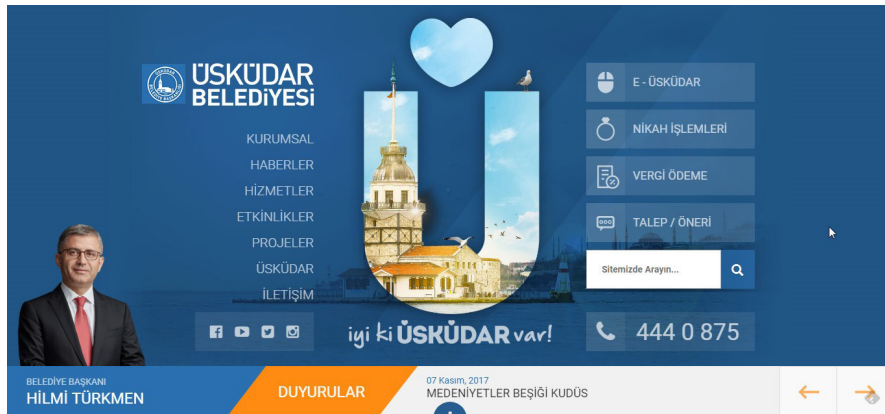 ÜSKÜDAR
BELEDİYESİ
KURUMSAL
HABERLER
HİZMETLER
ETKİNLİKLER
PROJELER
ÜSKÜDAR
İLETİŞİM
Ü
iyi ki ÜSKÜDAR var!
E - ÜSKÜDAR
NİKAH İŞLEMLERİ
VERGİ ÖDEME
TALEP / ÖNERİ
Sitemizde Arayın...
444 0 875
BELEDİYE BAŞKANI
HİLMİ TÜRKMEN
DUYURULAR
07 Kasım, 2017
MEDENİYETLER BEŞİĞİ KUDÜS